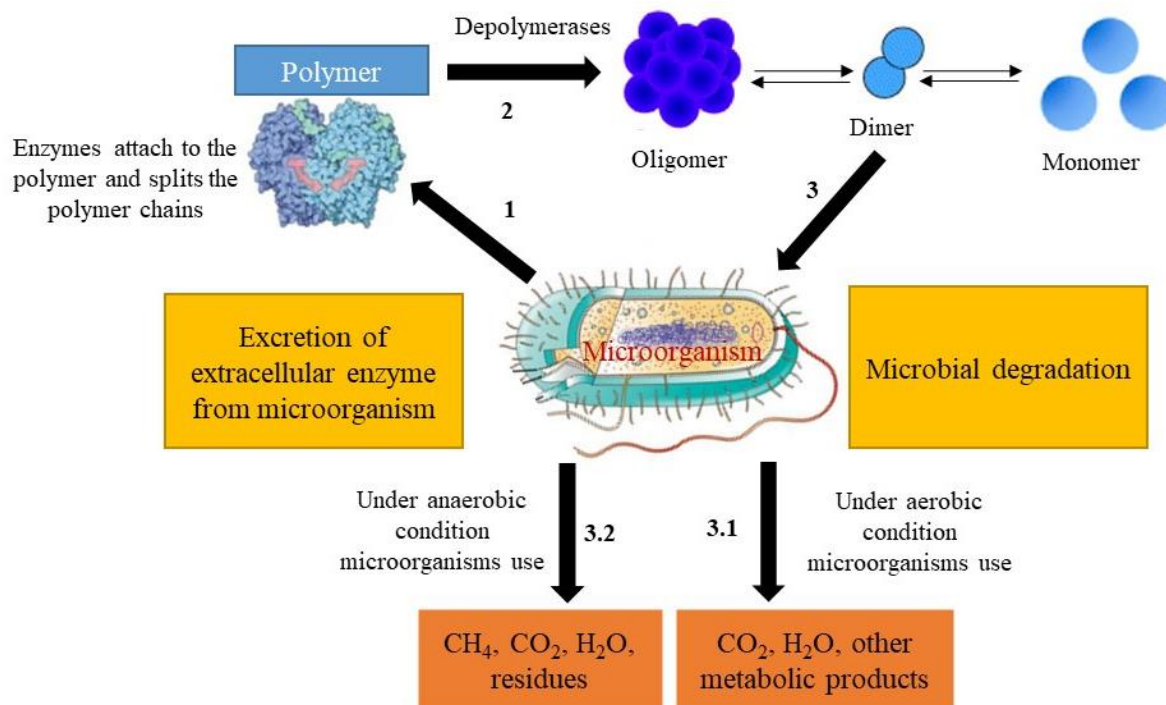 Depolymerases
Polymer
2
Enzymes attach to the
polymer and splits the
polymer chains
Oligomer
Dimer
Monomer
1
3
Excretion of
extracellular enzyme
from microorganism
Microorganism
Microbial degradation
Under anaerobic
condition
microorganisms use
3.2
3.1
Under aerobic
condition
microorganisms use
CH₄, CO₂, H₂O,
residues
CO₂, H₂O, other
metabolic products